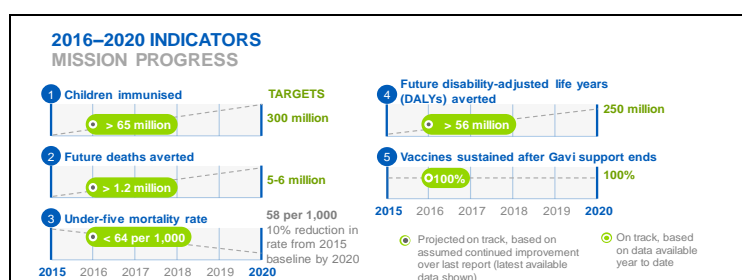 2016–2020 INDICATORS
MISSION PROGRESS
1 Children immunised
TARGETS
> 65 million
300 million
2 Future deaths averted
> 1.2 million
5-6 million
3 Under-five mortality rate
< 64 per 1,000
58 per 1,000
10% reduction in
rate from 2015
baseline by 2020
2015 2016 2017 2018 2019 2020
4 Future disability-adjusted life years
(DALYs) averted
> 56 million
250 million
5 Vaccines sustained after Gavi support ends
100%
100%
2015 2016 2017 2018 2019 2020
Projected on track, based on
assumed continued improvement
over last report (latest available
data shown)
On track, based
on data available
year to date